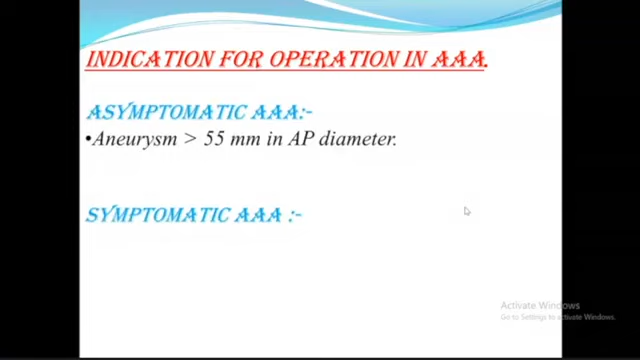 INDICATION FOR OPERATION IN AAA.
ASYMPTOMATIC AAA:-
•Aneurysm > 55 mm in AP diameter.
SYMPTOMATIC AAA :-
Activate Windows
Go to Settings to activate Windows.